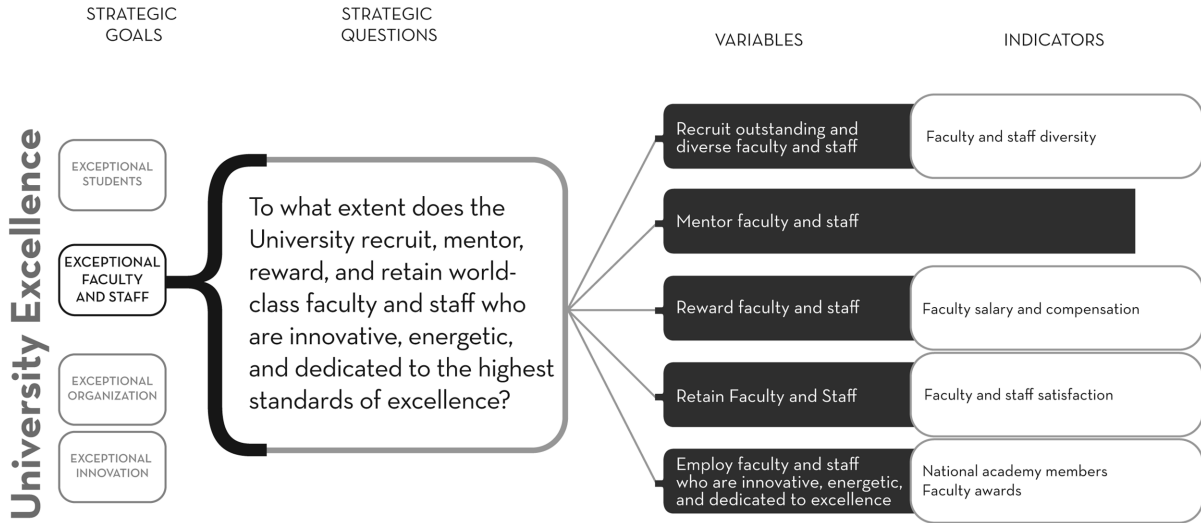 STRATEGIC
GOALS
STRATEGIC
QUESTIONS
VARIABLES
INDICATORS
University Excellence
EXCEPTIONAL
STUDENTS
EXCEPTIONAL
FACULTY
AND STAFF
EXCEPTIONAL
ORGANIZATION
EXCEPTIONAL
INNOVATION
To what extent does the
University recruit, mentor,
reward, and retain world-
class faculty and staff who
are innovative, energetic,
and dedicated to the highest
standards of excellence?
Recruit outstanding and
diverse faculty and staff
Faculty and staff diversity
Mentor faculty and staff
Reward faculty and staff
Faculty salary and compensation
Retain Faculty and Staff
Faculty and staff satisfaction
Employ faculty and staff
who are innovative, energetic,
and dedicated to excellence
National academy members
Faculty awards